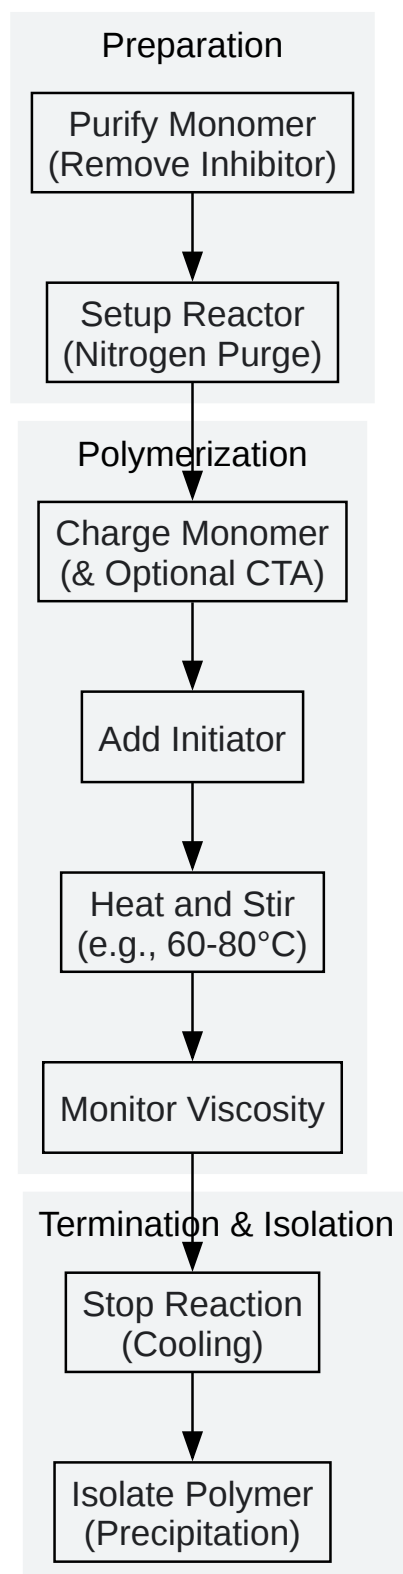 Preparation
Purify Monomer
(Remove Inhibitor)
Setup Reactor
(Nitrogen Purge)
Polymerization
Charge Monomer
(& Optional CTA)
Add Initiator
Heat and Stir
(e.g., 60-80°C)
Monitor Viscosity
Termination & Isolation
Stop Reaction
(Cooling)
Isolate Polymer
(Precipitation)